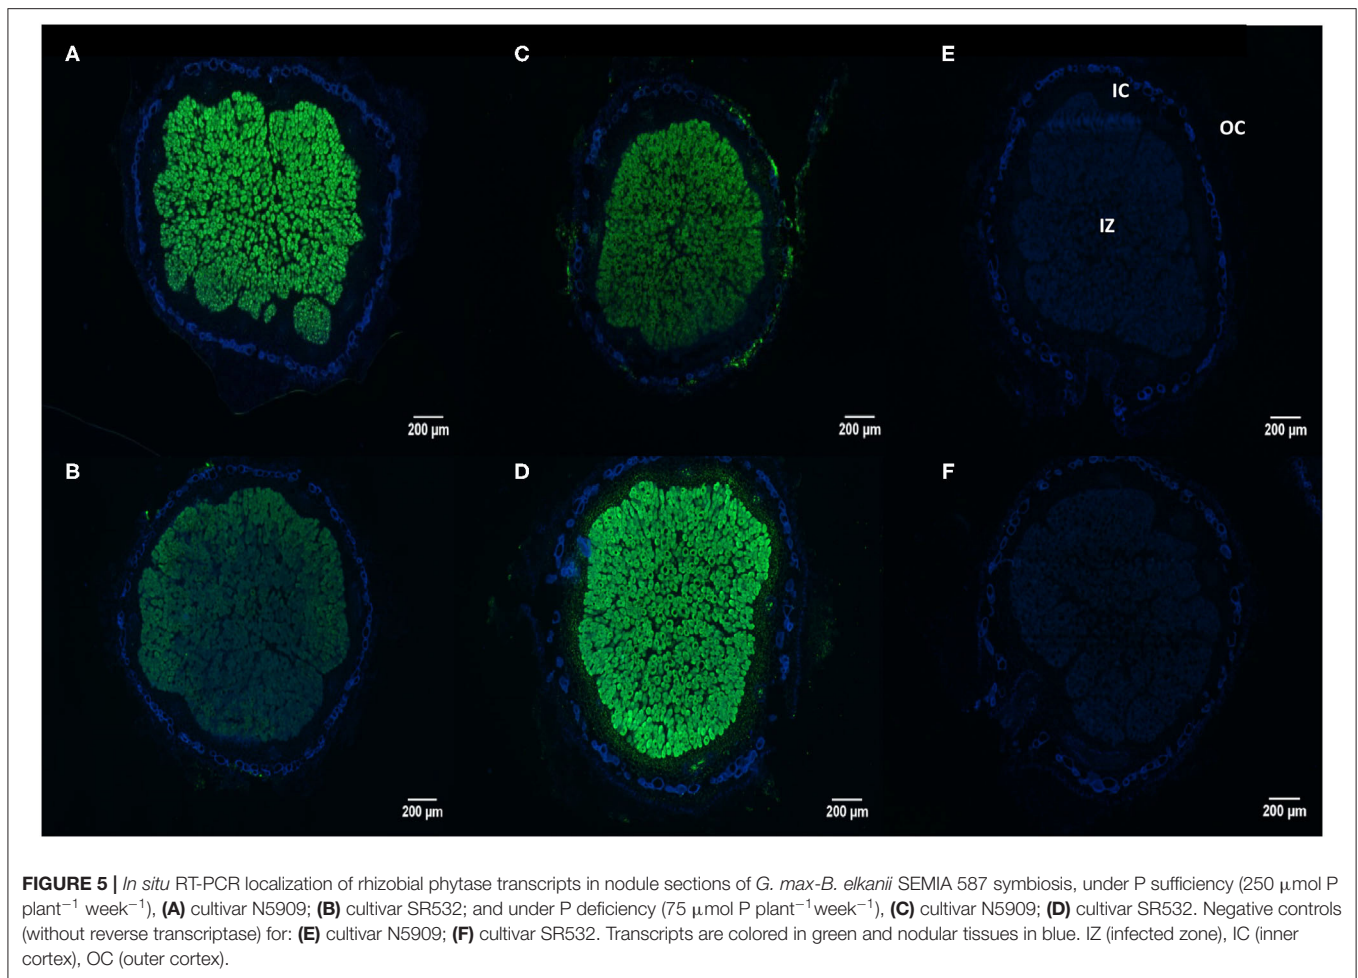 A
C
E
IC
OC
IZ
200 µm
200 µm
200 µm
B
D
F
200 µm
200 µm
200 µm
FIGURE 5 | In situ RT-PCR localization of rhizobial phytase transcripts in nodule sections of G. max-B. elkanii SEMIA 587 symbiosis, under P sufficiency (250 µmol P
plant⁻¹ week⁻¹), (A) cultivar N5909; (B) cultivar SR532; and under P deficiency (75 µmol P plant⁻¹week⁻¹), (C) cultivar N5909; (D) cultivar SR532. Negative controls
(without reverse transcriptase) for: (E) cultivar N5909; (F) cultivar SR532. Transcripts are colored in green and nodular tissues in blue. IZ (infected zone), IC (inner
cortex), OC (outer cortex).